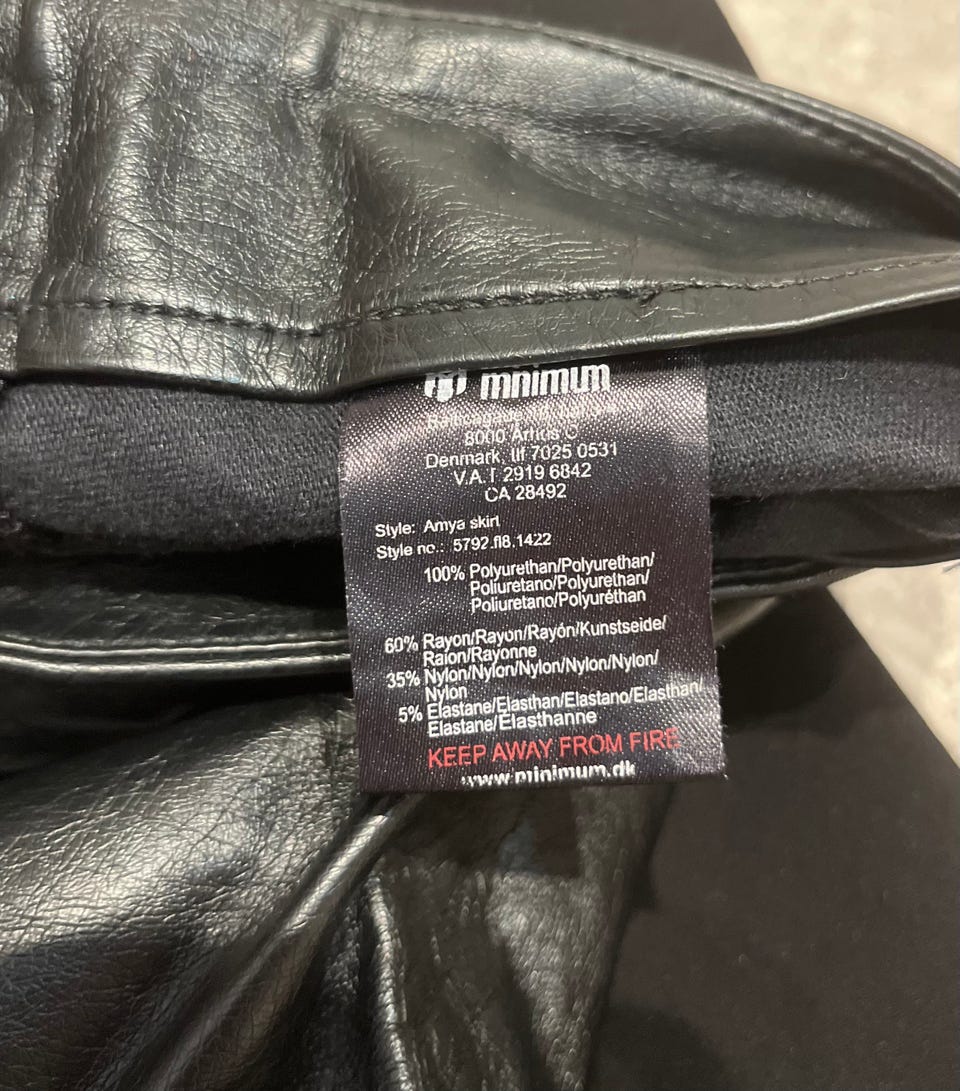 mnimum
8000 Arhus C
Denmark, tlf 7025 0531
V.A.T 2919 6842
CA 28492
Style: Amya skirt
Style no.: 5792.fl8.1422
100% Polyurethan/Polyurethan/
Poliuretano/Polyurethan/
Poliuretano/Polyuréthan
60% Rayon/Rayon/Rayón/Kunstseide/
Raion/Rayonne
35% Nylon/Nylon/Nylon/Nylon/Nylon/
Nylon
5% Elastane/Elasthan/Elastano/Elasthan/
Elastane/Elasthanne
KEEP AWAY FROM FIRE
www.minimum.dk